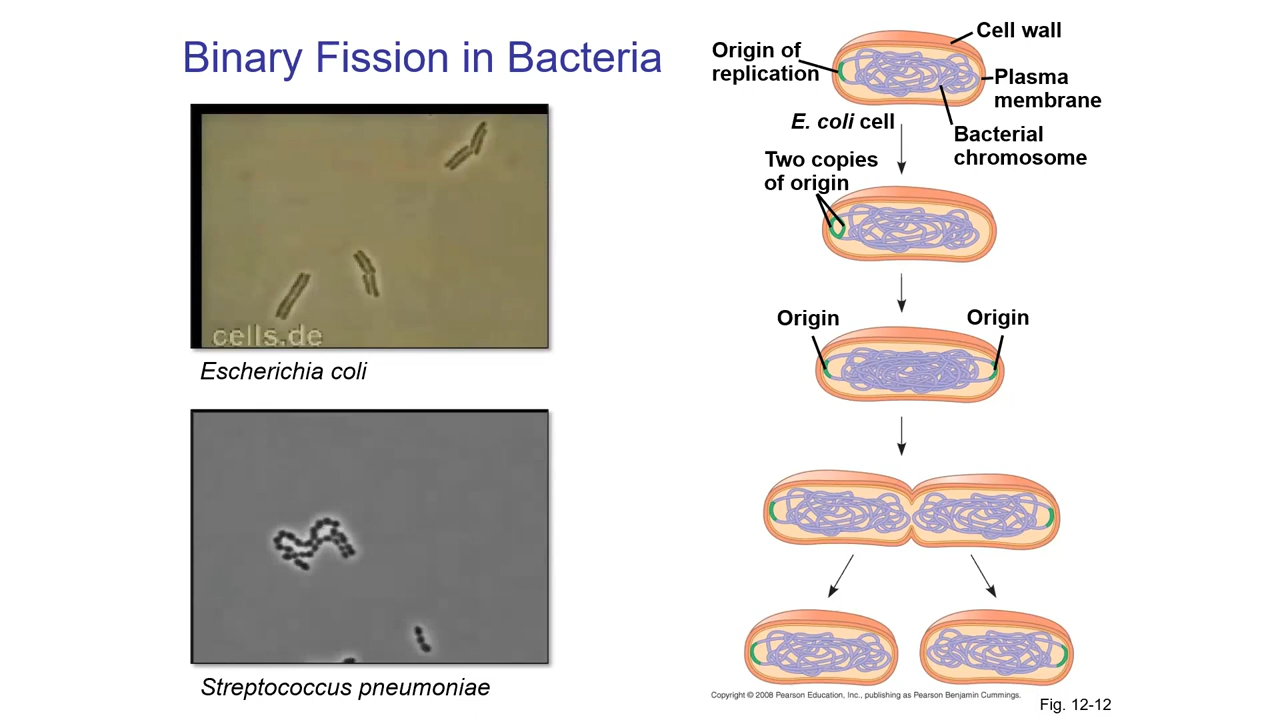 Binary Fission in Bacteria
cells.de
Escherichia coli
Streptococcus pneumoniae
Cell wall
Origin of
replication
Plasma
membrane
E. coli cell
Bacterial
chromosome
Two copies
of origin
Origin
Origin
Copyright © 2008 Pearson Education, Inc., publishing as Pearson Benjamin Cummings.
Fig. 12-12